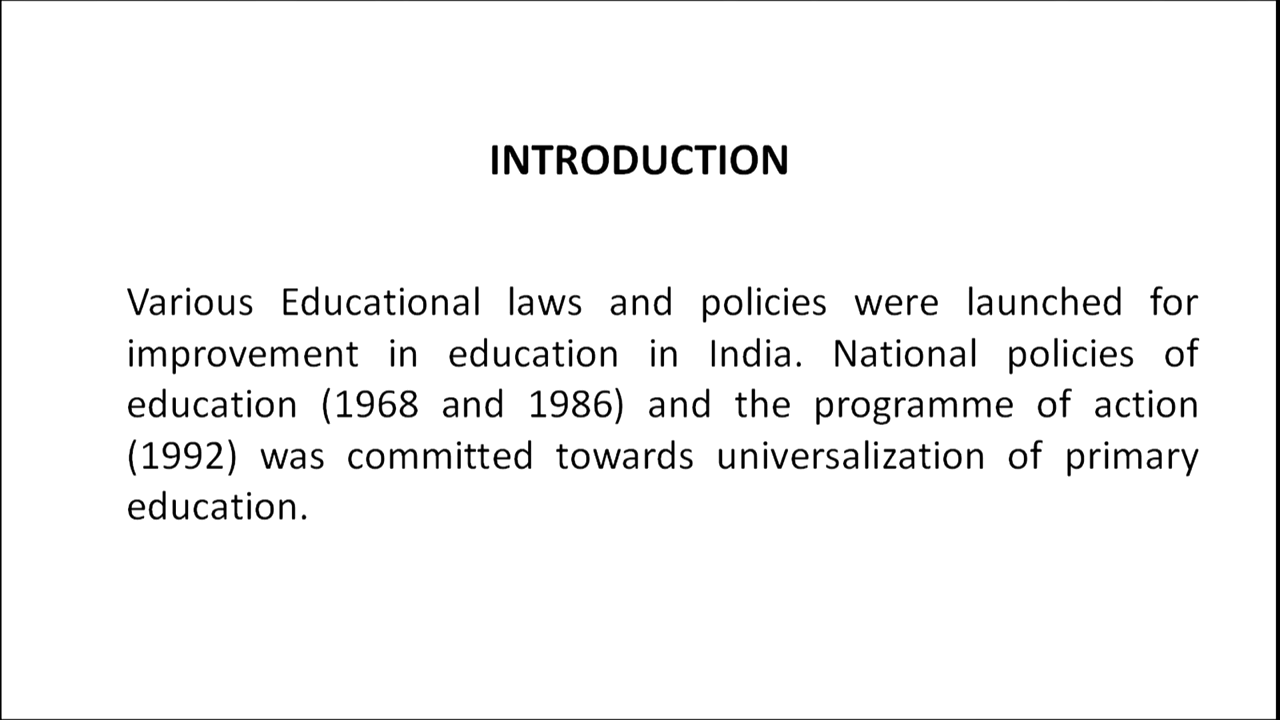 INTRODUCTION
Various Educational laws and policies were launched for
improvement in education in India. National policies of
education (1968 and 1986) and the programme of action
(1992) was committed towards universalization of primary
education.